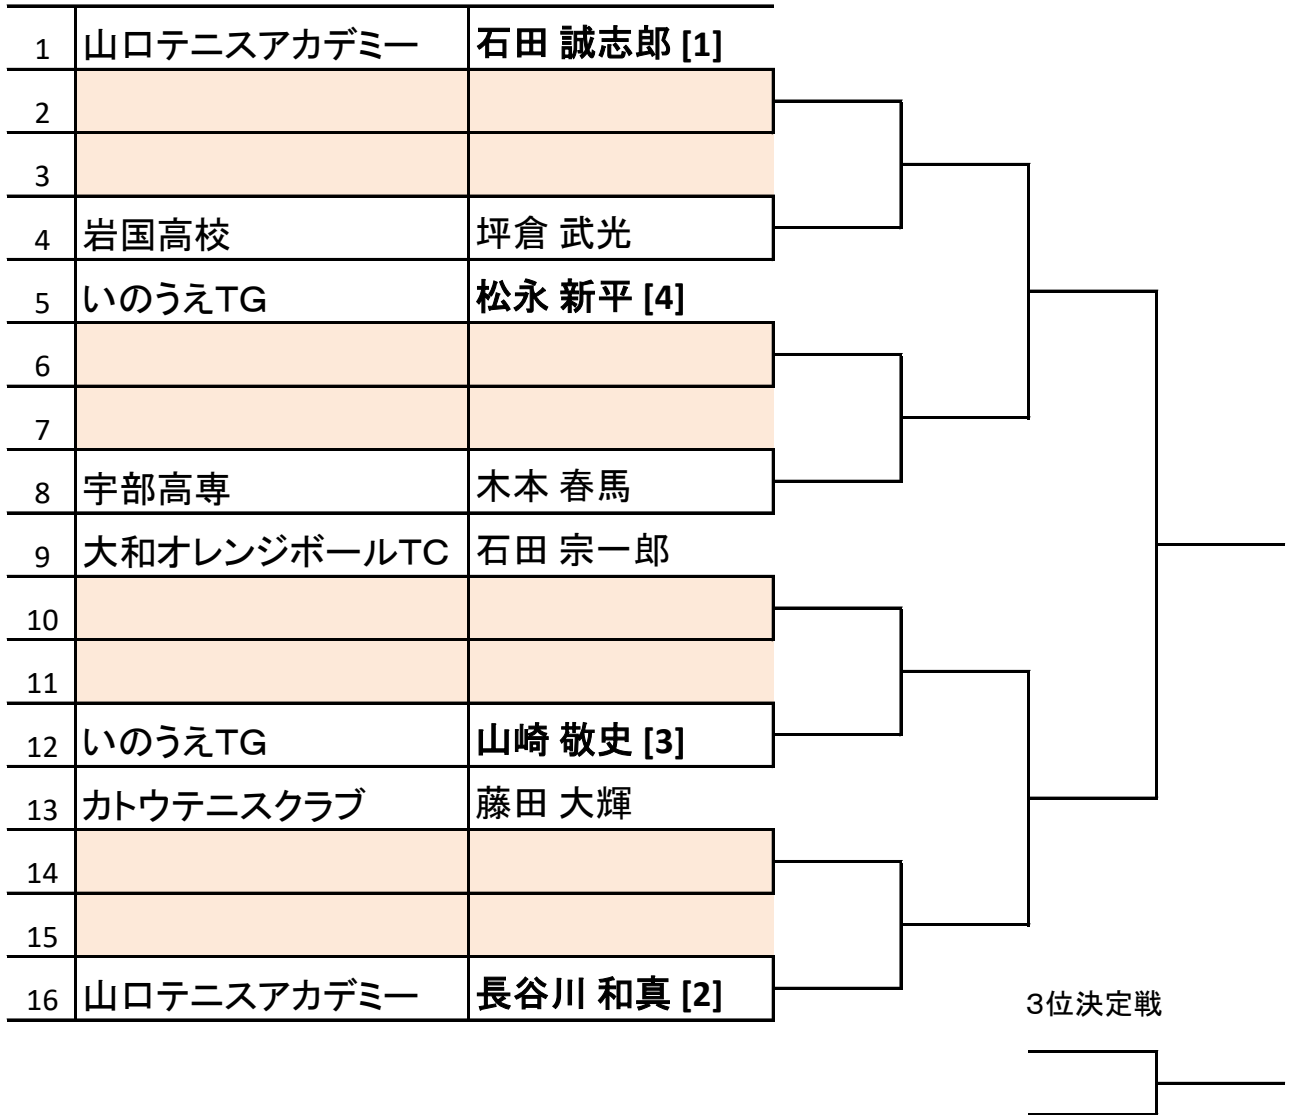 1 山口テニスアカデミー 石田 誠志郎 [1]
2
3
4 岩国高校 坪倉 武光
5 いのうえTG 松永 新平 [4]
6
7
8 宇部高専 木本 春馬
9 大和オレンジボールTC 石田 宗一郎
10
11
12 いのうえTG 山崎 敬史 [3]
13 カトウテニスクラブ 藤田 大輝
14
15
16 山口テニスアカデミー 長谷川 和真 [2]
3位決定戦